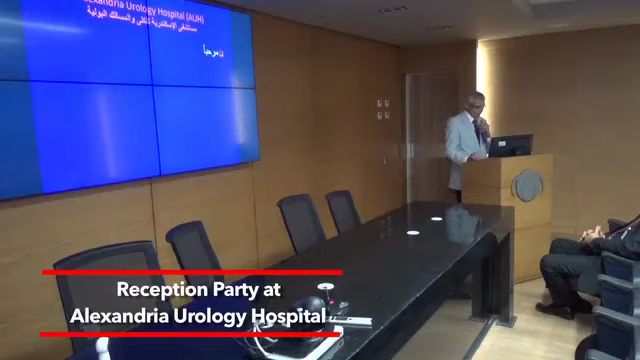 Alexandria Urology Hospital (AUH)
مستشفى الإسكندرية للكلى والمسالك البولية
مرحباً
Reception Party at
Alexandria Urology Hospital